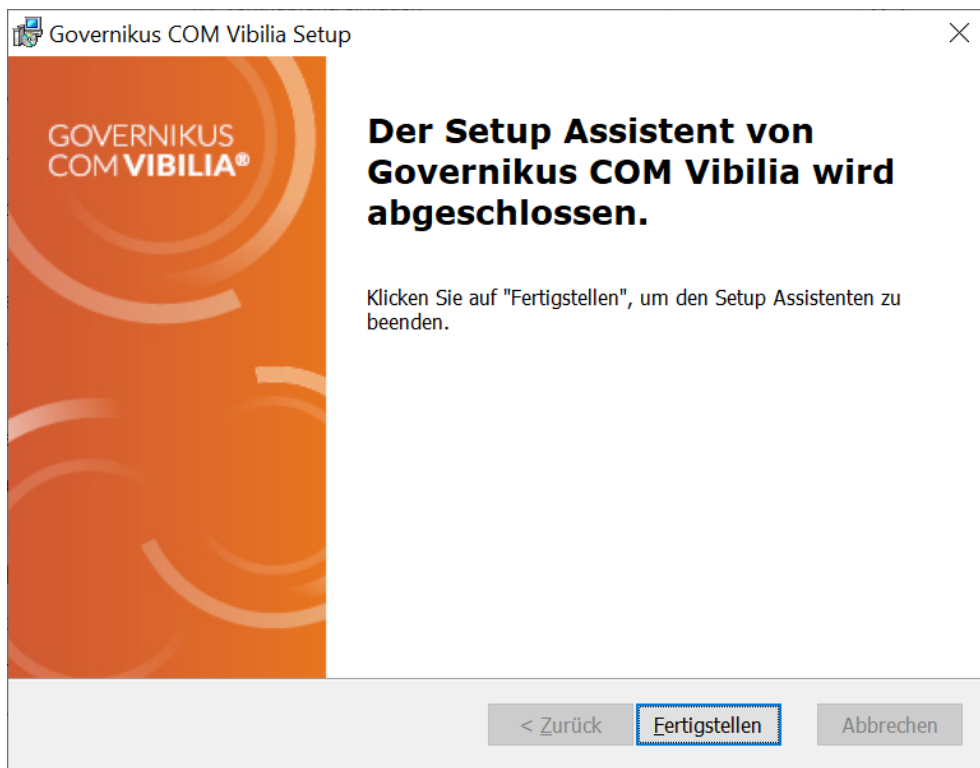 Governikus COM Vibilia Setup
GOVERNIKUS
COM VIBILIA®
Der Setup Assistent von
Governikus COM Vibilia wird
abgeschlossen.
Klicken Sie auf "Fertigstellen", um den Setup Assistenten zu
beenden.
< Zurück
Fertigstellen
Abbrechen